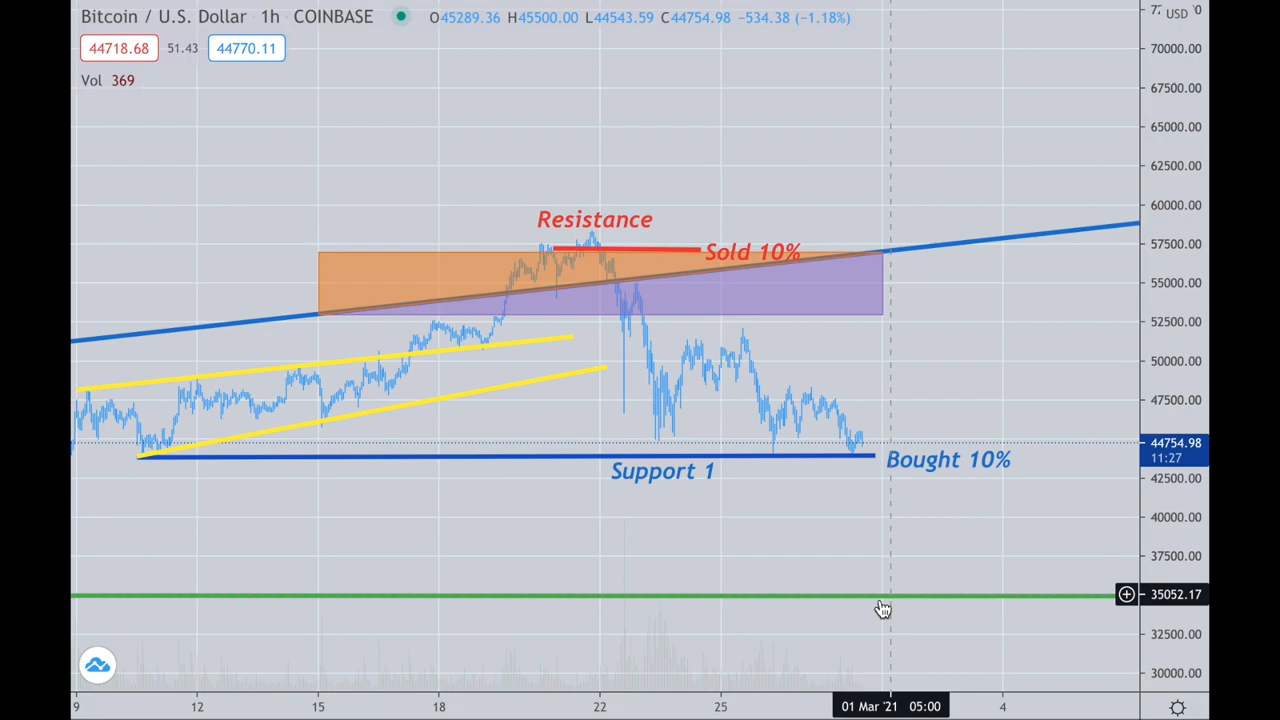 Bitcoin / U.S. Dollar 1h COINBASE O45289.36 H45500.00 L44543.59 C44754.98 −534.38 (−1.18%)
USD
44718.68 51.43 44770.11
Vol 369
70000.00
67500.00
65000.00
62500.00
60000.00
Resistance
57500.00
Sold 10%
55000.00
52500.00
50000.00
47500.00
44754.98
11:27
Bought 10%
Support 1
42500.00
40000.00
37500.00
35052.17
32500.00
30000.00
9 12 15 18 22 25 01 Mar '21 05:00 4